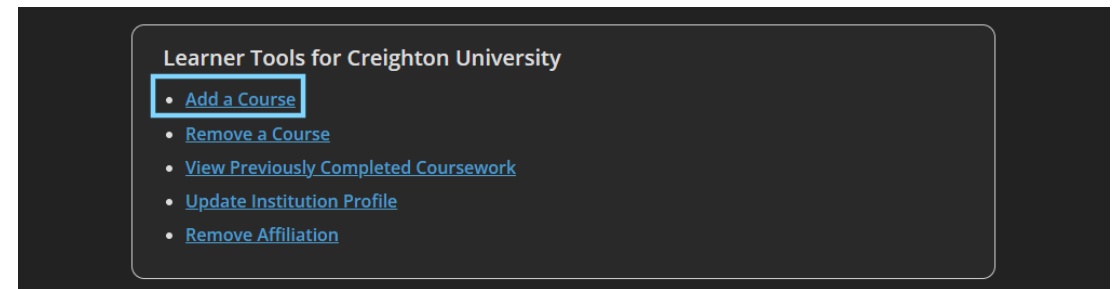 Learner Tools for Creighton University
• Add a Course
• Remove a Course
• View Previously Completed Coursework
• Update Institution Profile
• Remove Affiliation